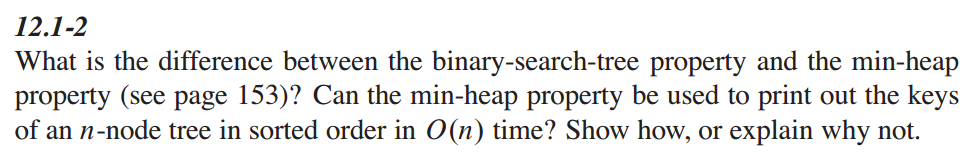 12.1-2
What is the difference between the binary-search-tree property and the min-heap
property (see page 153)? Can the min-heap property be used to print out the keys
of an n-node tree in sorted order in O(n) time? Show how, or explain why not.